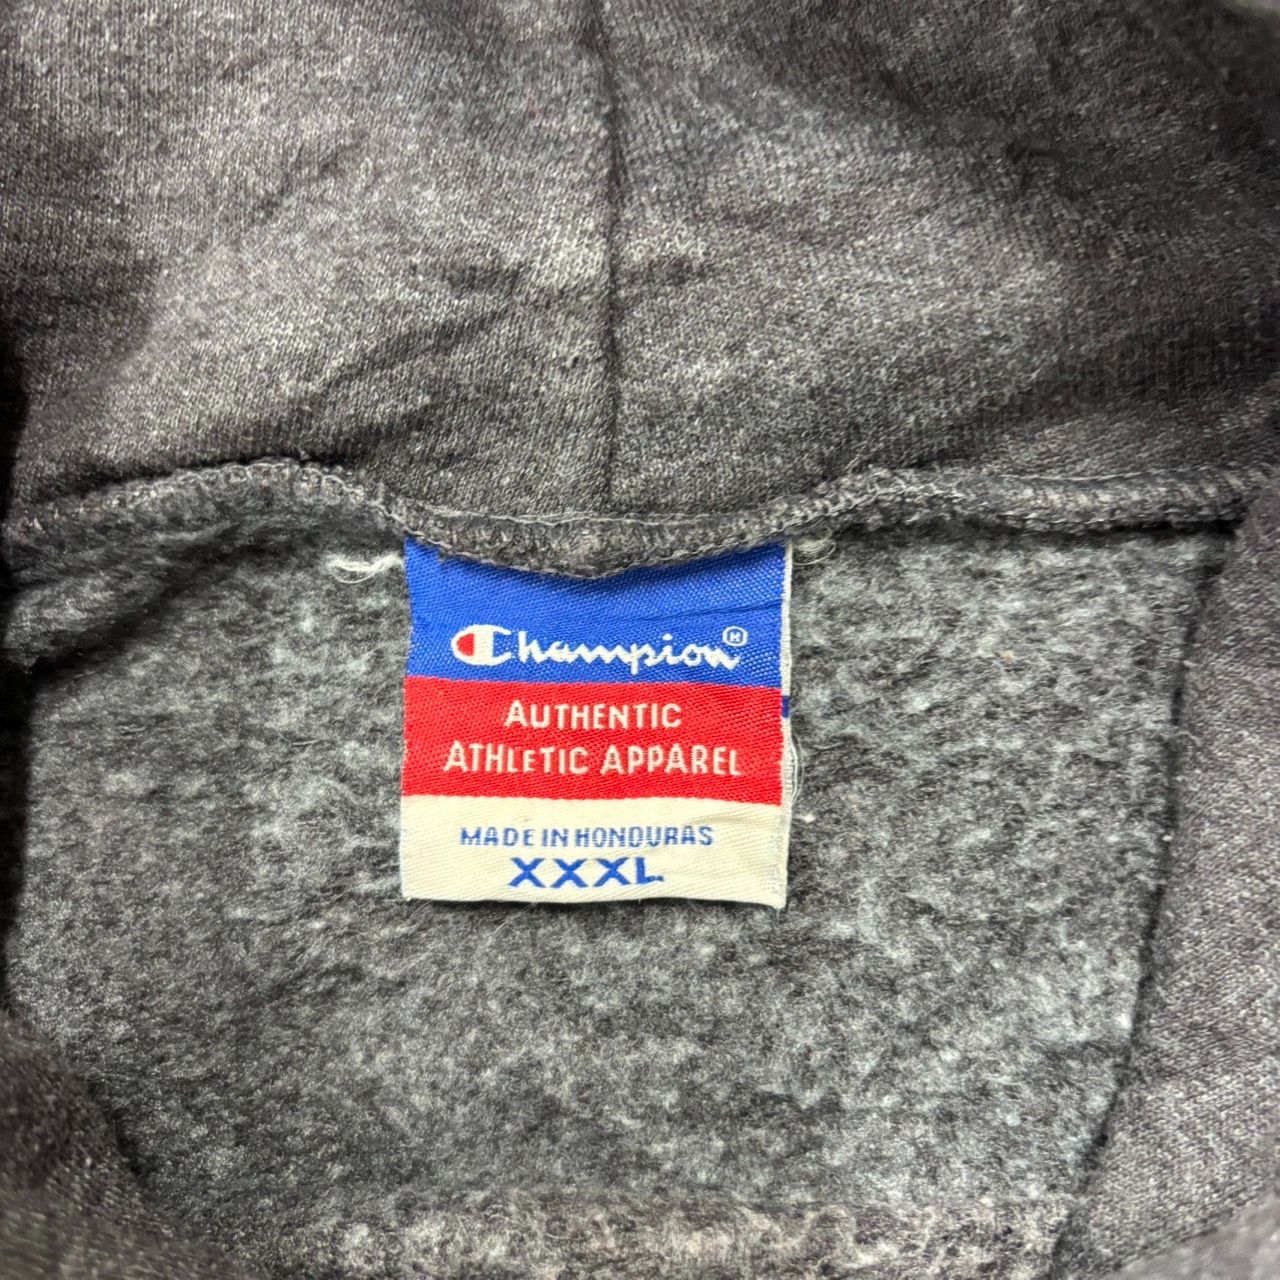 Champion®
AUTHENTIC
ATHLETIC APPAREL
MADE IN HONDURAS
XXXL